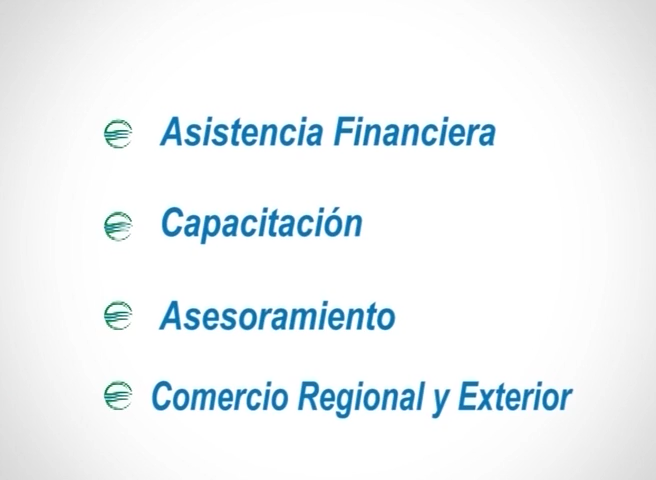 Asistencia Financiera
Capacitación
Asesoramiento
Comercio Regional y Exterior